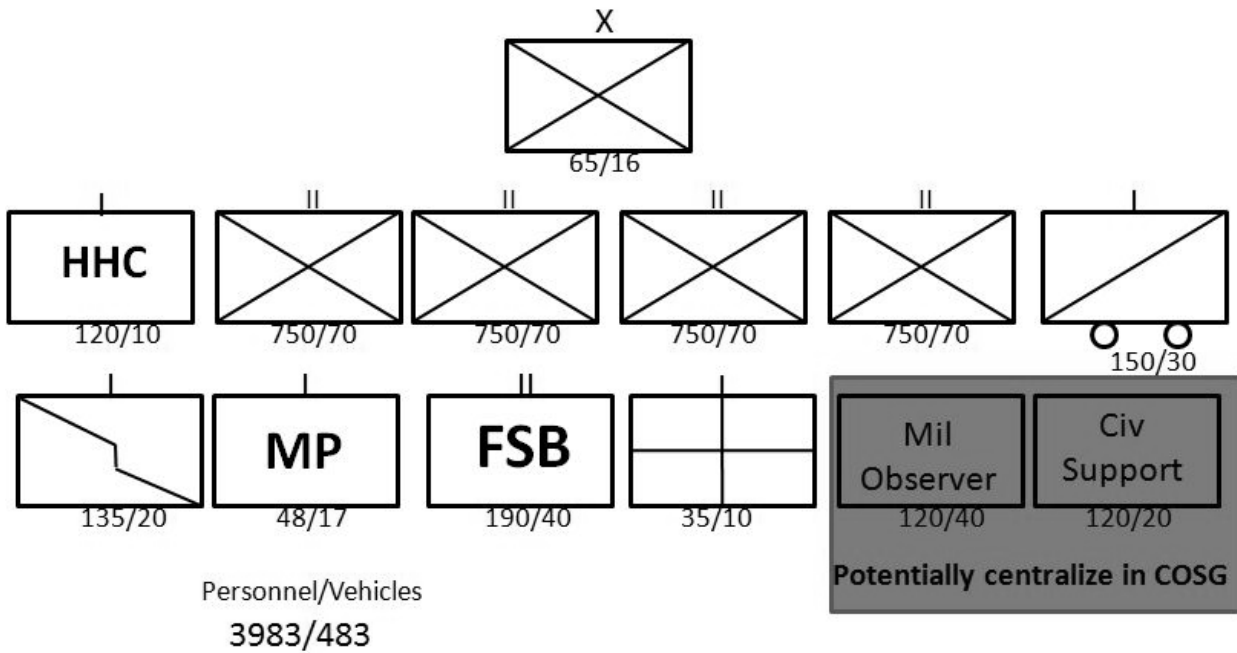 X
65/16
I II II II II I
HHC
120/10 750/70 750/70 750/70 750/70 150/30
I I II I
MP FSB Mil Observer Civ Support
135/20 48/17 190/40 35/10 120/40 120/20
Potentially centralize in COSG
Personnel/Vehicles
3983/483